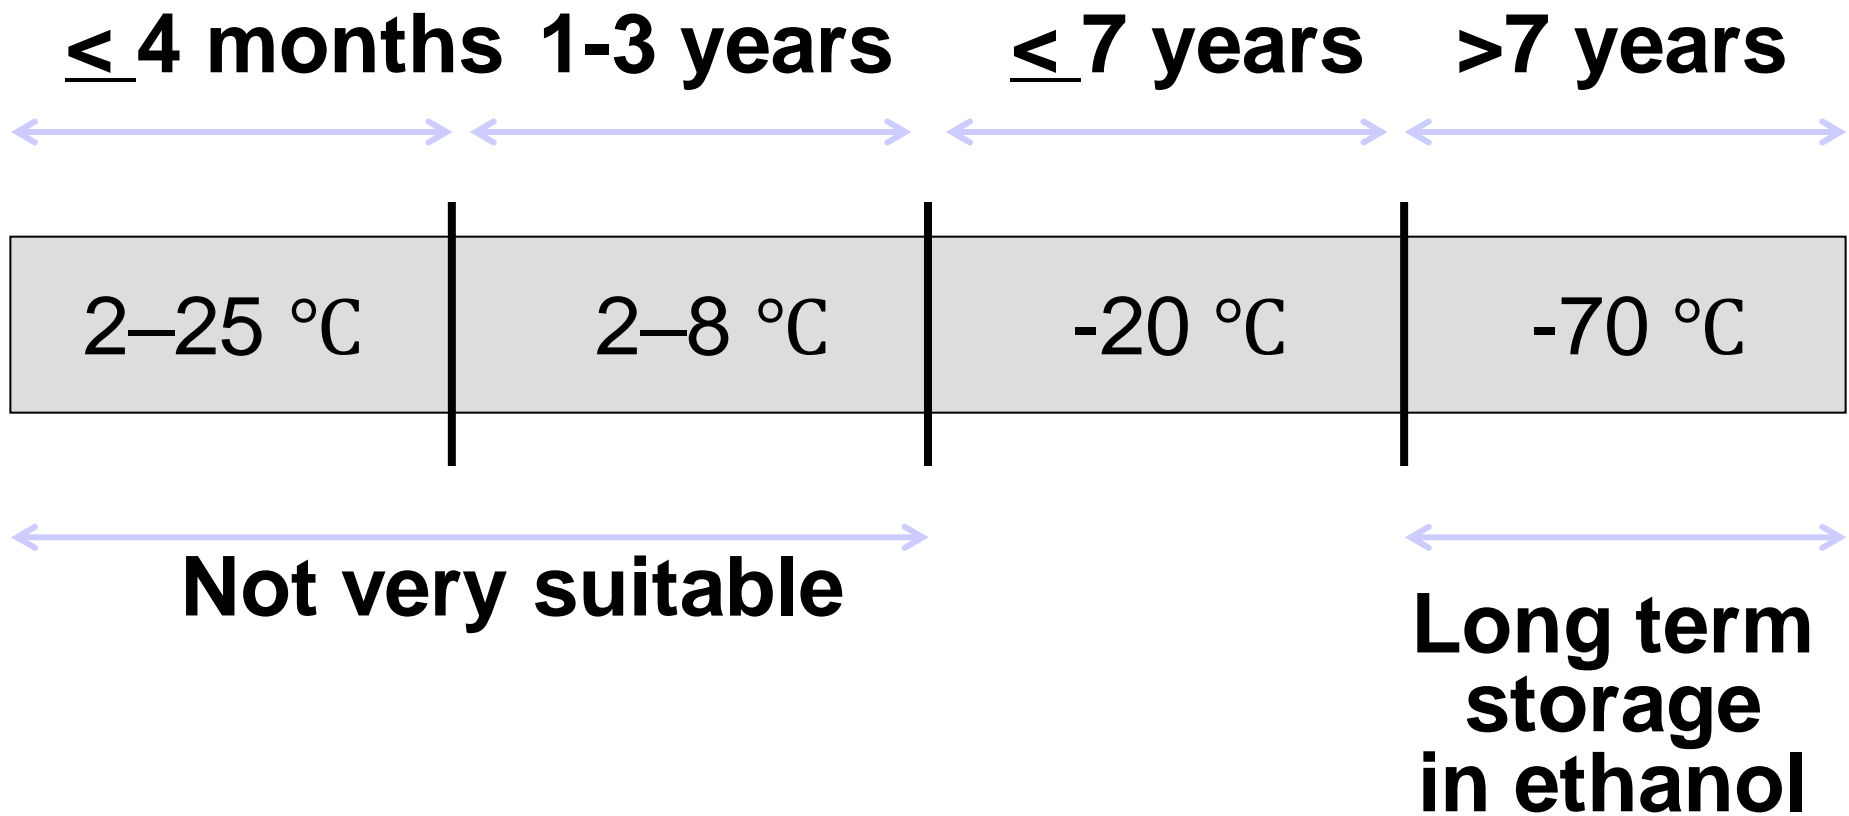 < 4 months 1-3 years < 7 years >7 years
2–25 °C 2–8 °C -20 °C -70 °C
Not very suitable
Long term
storage
in ethanol